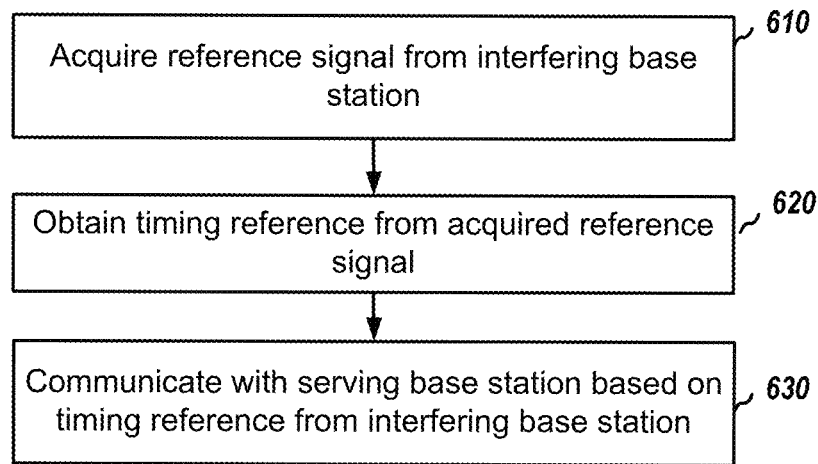 610
Acquire reference signal from interfering base
station
620
Obtain timing reference from acquired reference
signal
630
Communicate with serving base station based on
timing reference from interfering base station